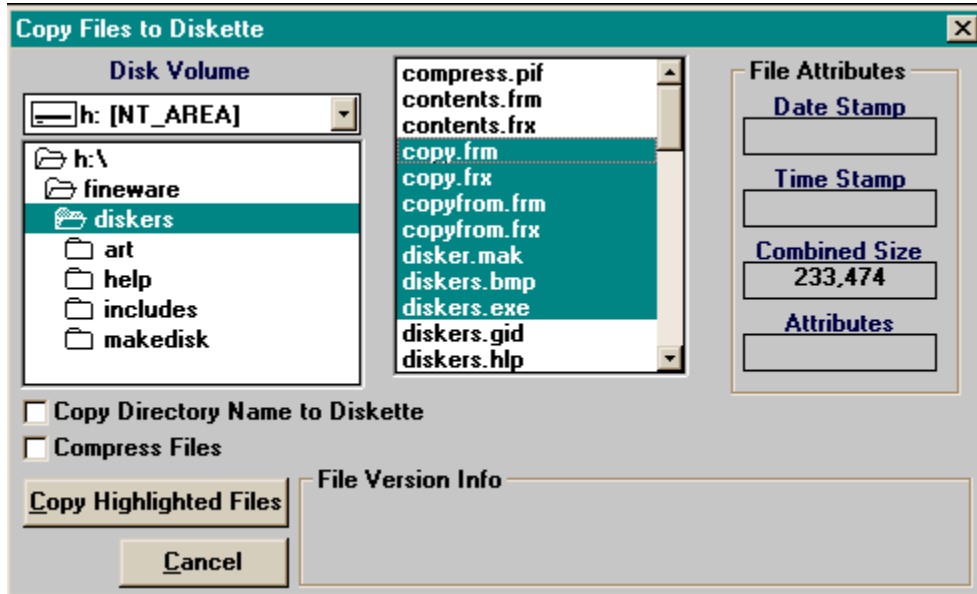 Copy Files to Diskette
Disk Volume
h: [NT_AREA]
h:\
fineware
diskers
art
help
includes
makedisk
compress.pif
contents.frm
contents.frx
copy.frm
copy.frx
copyfrom.frm
copyfrom.frx
disker.mak
diskers.bmp
diskers.exe
diskers.gid
diskers.hlp
File Attributes
Date Stamp
Time Stamp
Combined Size
233,474
Attributes
Copy Directory Name to Diskette
Compress Files
Copy Highlighted Files
Cancel
File Version Info